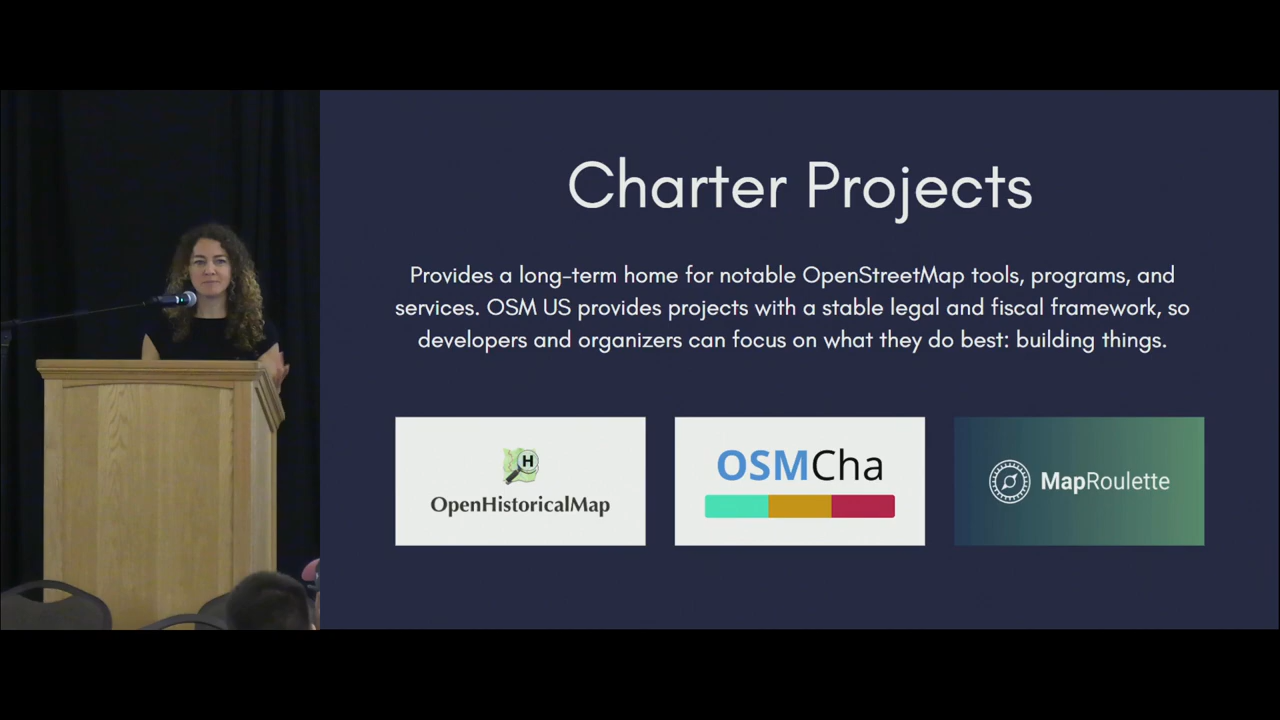 Charter Projects
Provides a long-term home for notable OpenStreetMap tools, programs, and
services. OSM US provides projects with a stable legal and fiscal framework, so
developers and organizers can focus on what they do best: building things.
H
OpenHistoricalMap
OSMCha
MapRoulette